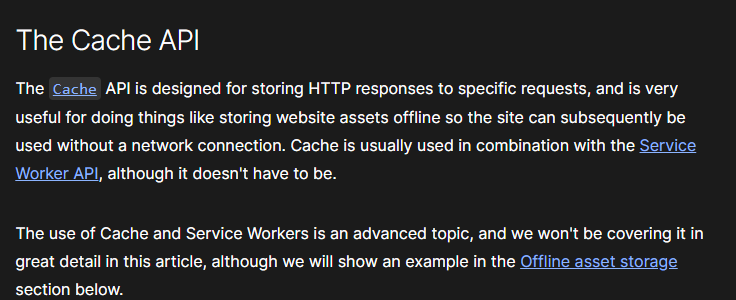 The Cache API
The Cache API is designed for storing HTTP responses to specific requests, and is very
useful for doing things like storing website assets offline so the site can subsequently be
used without a network connection. Cache is usually used in combination with the Service
Worker API, although it doesn't have to be.
The use of Cache and Service Workers is an advanced topic, and we won't be covering it in
great detail in this article, although we will show an example in the Offline asset storage
section below.